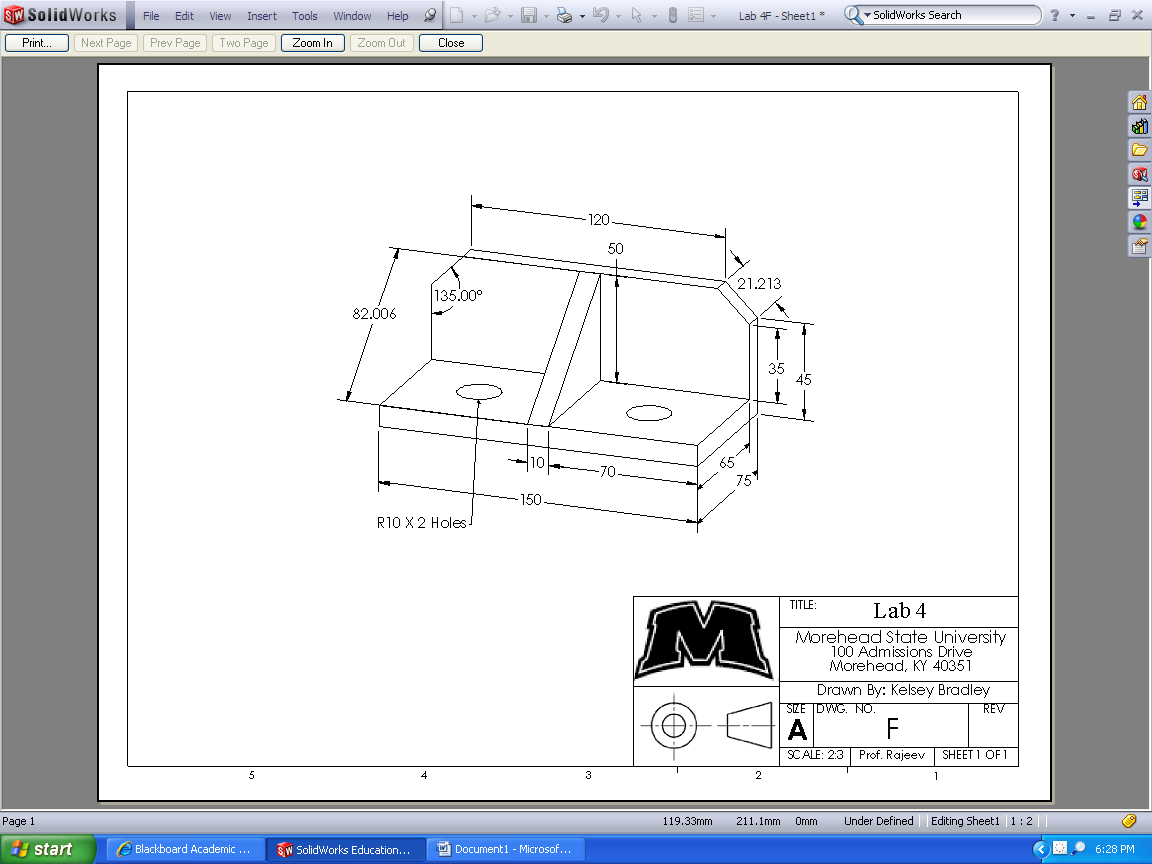 SolidWorks File Edit View Insert Tools Window Help Lab 4F - Sheet1 * SolidWorks Search ?
Print... Next Page Prev Page Two Page Zoom In Zoom Out Close
120
50
21.213
135.00°
82.006
35
45
10
70
65
75
150
R10 X 2 Holes
M
TITLE:
Lab 4
Morehead State University
100 Admissions Drive
Morehead, KY 40351
Drawn By: Kelsey Bradley
SIZE DWG. NO. REV
A F
SCALE: 2:3 Prof. Rajeev SHEET 1 OF 1
5 4 3 2 1
Page 1 119.33mm 211.1mm 0mm Under Defined Editing Sheet1 1 : 2
start Blackboard Academic ... SolidWorks Education... Document1 - Microsof... 6:28 PM